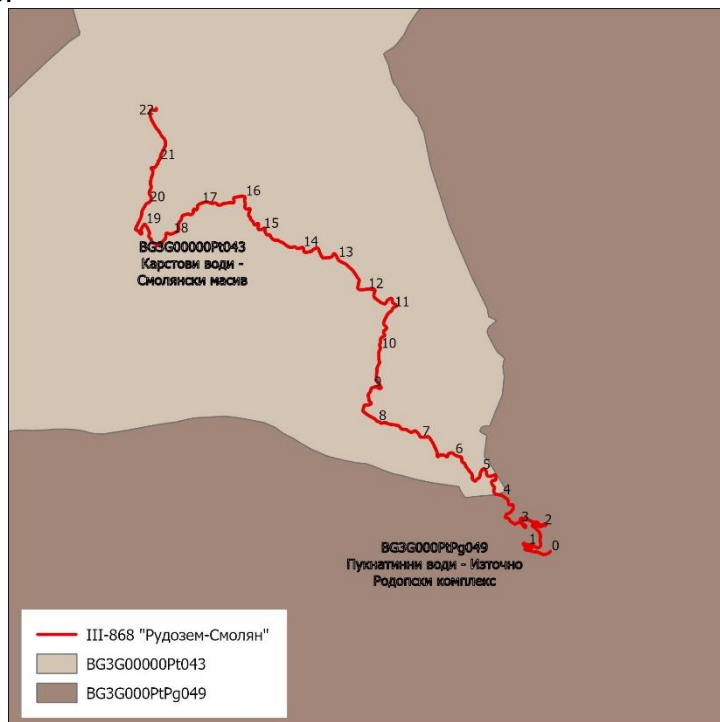 22
21
20
19
18
17
16
15
14
13
12
11
10
9
8
7
6
5
4
3
2
1
0
BG3G00000Pt043
Карстови води -
Смолянски масив
BG3G000PtPg049
Пукнатинни води - Източно
Родопски комплекс
III-868 "Рудозем-Смолян"
BG3G00000Pt043
BG3G000PtPg049